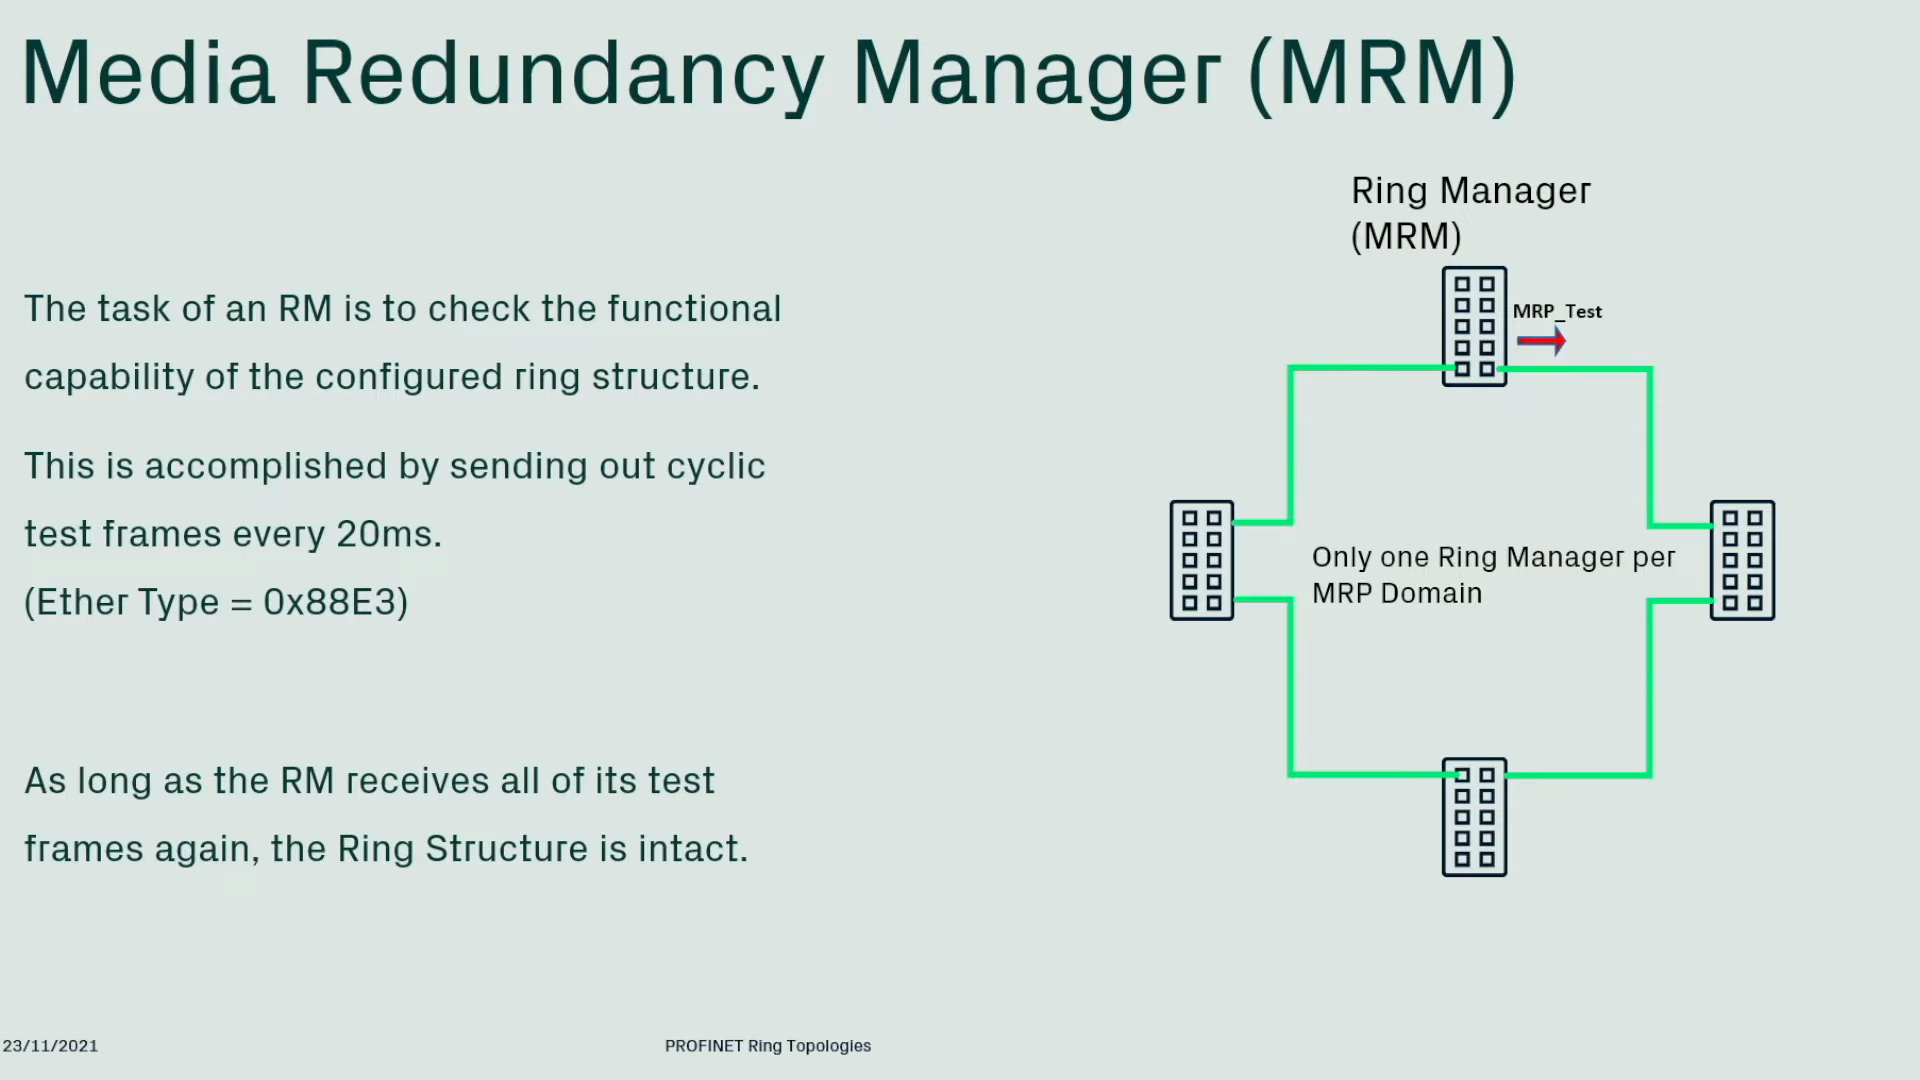 Media Redundancy Manager (MRM)
The task of an RM is to check the functional
capability of the configured ring structure.
This is accomplished by sending out cyclic
test frames every 20ms.
(Ether Type = 0x88E3)
As long as the RM receives all of its test
frames again, the Ring Structure is intact.
Ring Manager
(MRM)
MRP_Test
Only one Ring Manager per
MRP Domain
23/11/2021
PROFINET Ring Topologies